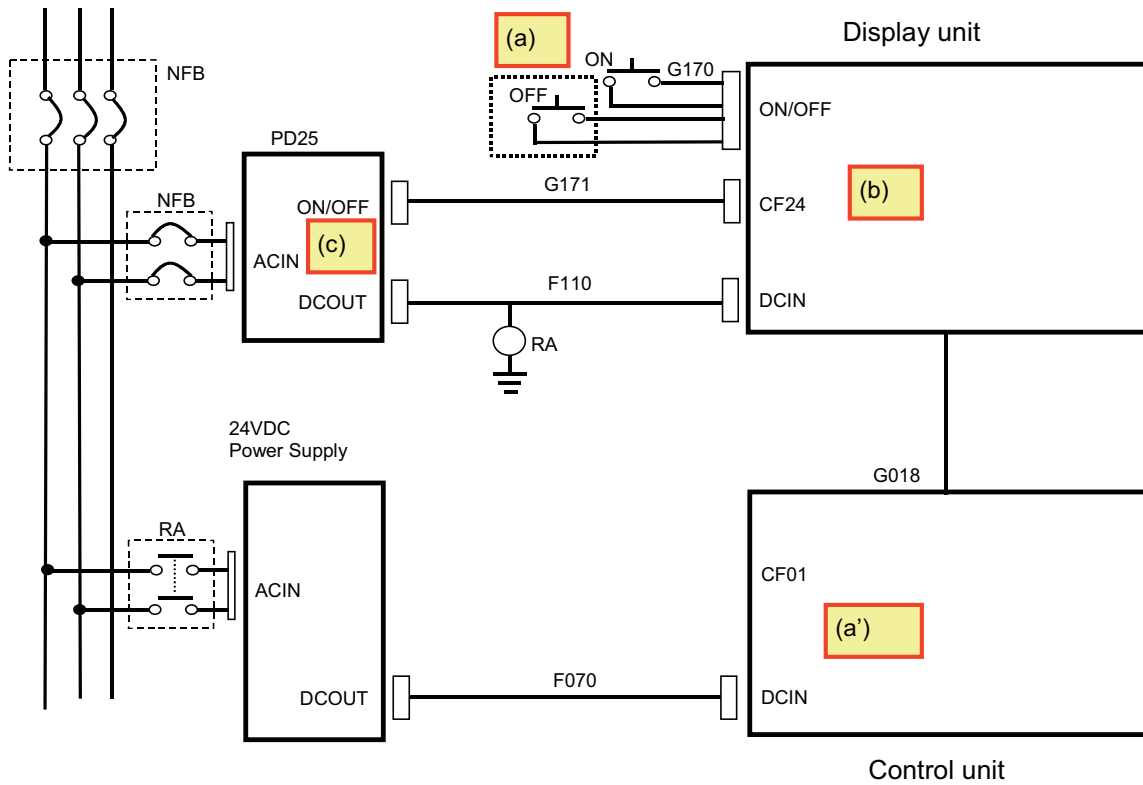 NFB
(a)
Display unit
ON
G170
OFF
ON/OFF
PD25
NFB
ON/OFF
G171
CF24
(b)
(c)
ACIN
DCOUT
F110
DCIN
RA
24VDC
Power Supply
G018
RA
ACIN
CF01
(a’)
DCOUT
F070
DCIN
Control unit